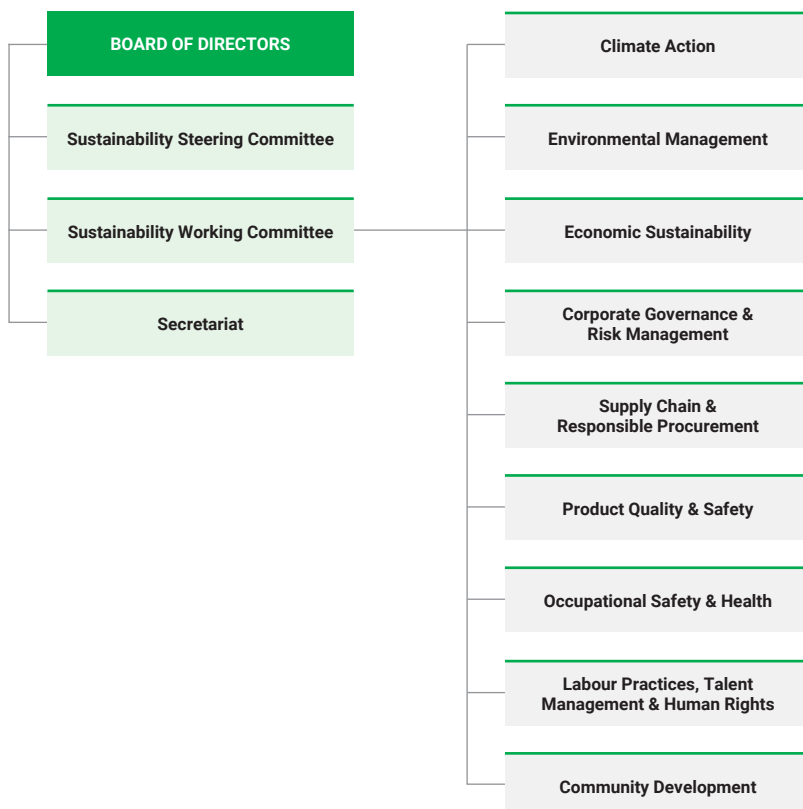 BOARD OF DIRECTORS
Sustainability Steering Committee
Sustainability Working Committee
Secretariat
Climate Action
Environmental Management
Economic Sustainability
Corporate Governance &
Risk Management
Supply Chain &
Responsible Procurement
Product Quality & Safety
Occupational Safety & Health
Labour Practices, Talent
Management & Human Rights
Community Development